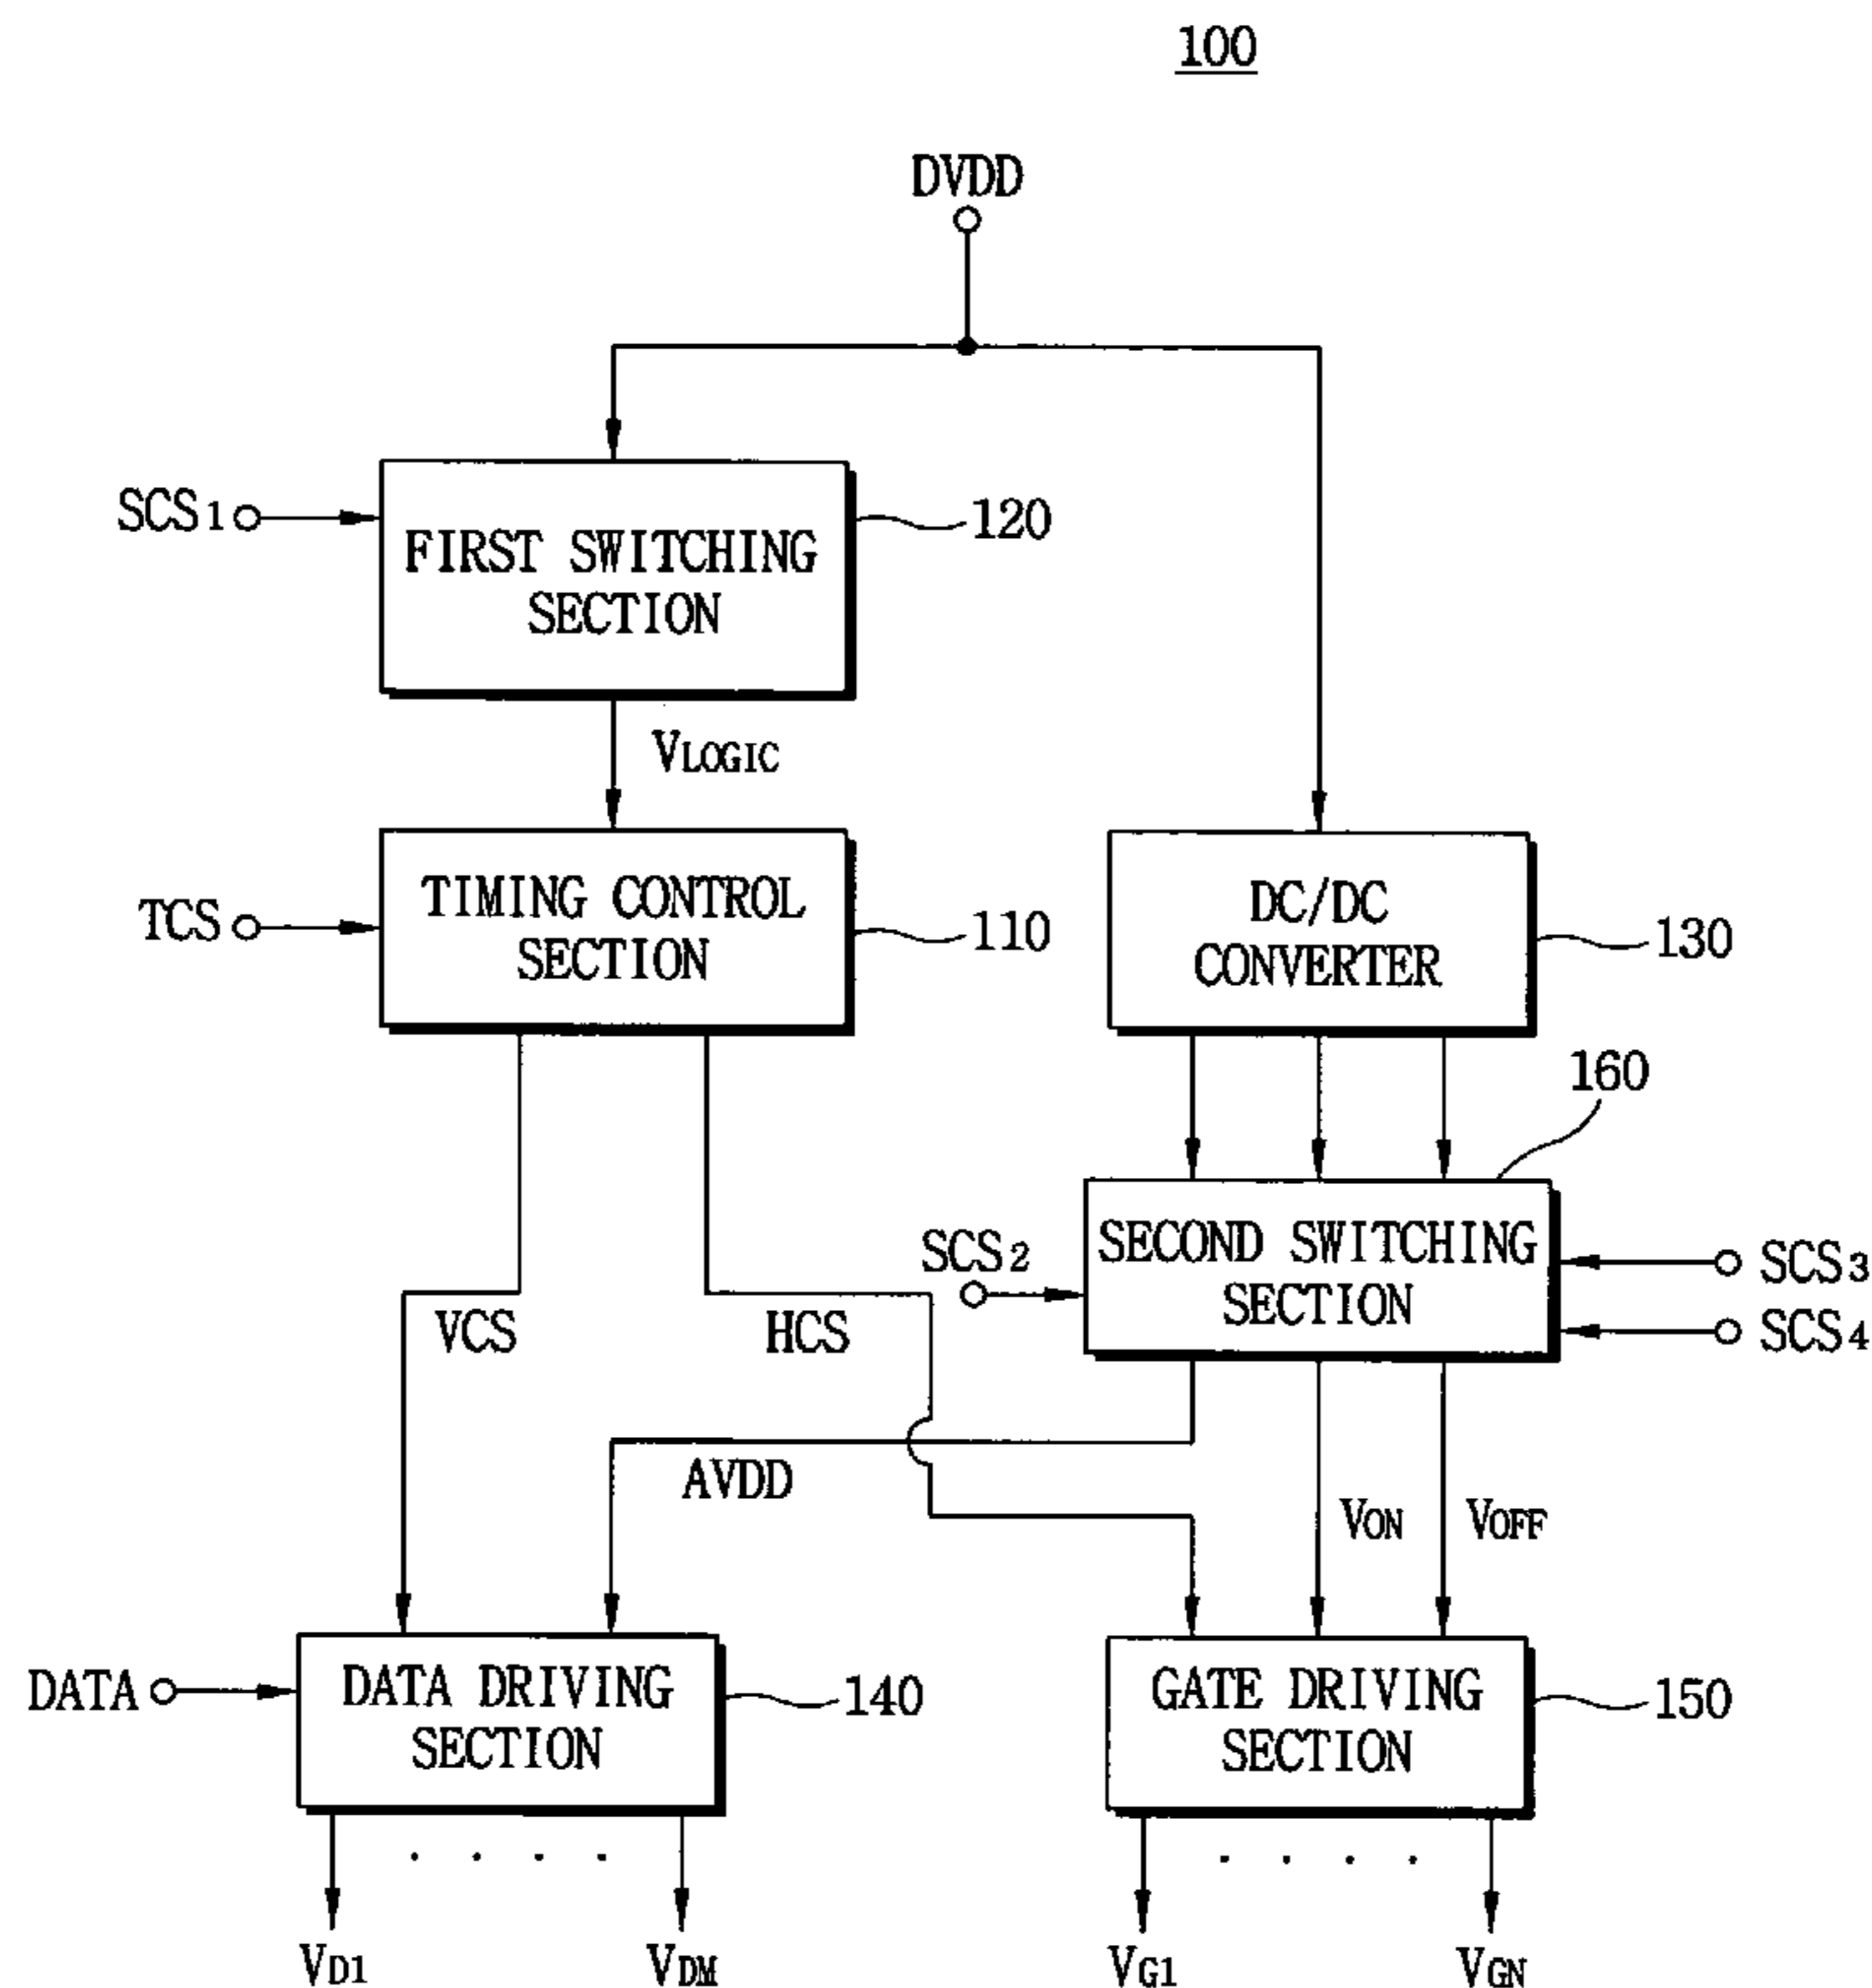 100
DVDD
SCS1
FIRST SWITCHING
SECTION
120
VLOGIC
TCS
TIMING CONTROL
SECTION
110
DC/DC
CONVERTER
130
160
SCS2
SECOND SWITCHING
SECTION
SCS3
SCS4
VCS
HCS
AVDD
VON
VOFF
DATA
DATA DRIVING
SECTION
140
GATE DRIVING
SECTION
150
VD1
VDM
VG1
VGN